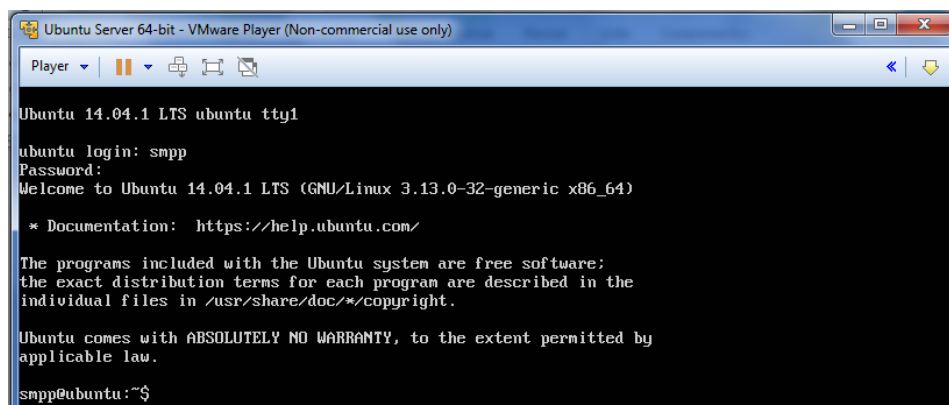 Ubuntu Server 64-bit - VMware Player (Non-commercial use only)
Player
Ubuntu 14.04.1 LTS ubuntu tty1
ubuntu login: smpp
Password:
Welcome to Ubuntu 14.04.1 LTS (GNU/Linux 3.13.0-32-generic x86_64)
* Documentation:  https://help.ubuntu.com/
The programs included with the Ubuntu system are free software;
the exact distribution terms for each program are described in the
individual files in /usr/share/doc/*/copyright.
Ubuntu comes with ABSOLUTELY NO WARRANTY, to the extent permitted by
applicable law.
smpp@ubuntu:~$